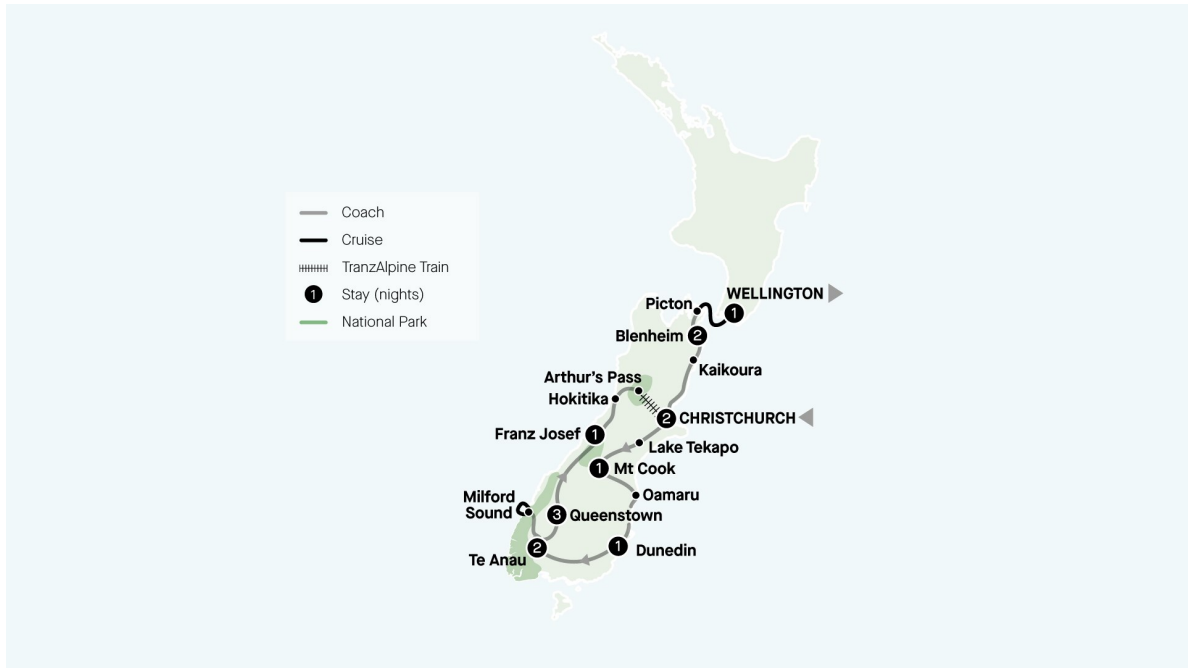 Coach
Cruise
TranzAlpine Train
1 Stay (nights)
National Park
WELLINGTON
1
Picton
Blenheim 2
Kaikoura
Arthur's Pass
Hokitika
2 CHRISTCHURCH
Franz Josef 1
Lake Tekapo
1 Mt Cook
Milford
Sound
Oamaru
3 Queenstown
Te Anau 2
1 Dunedin